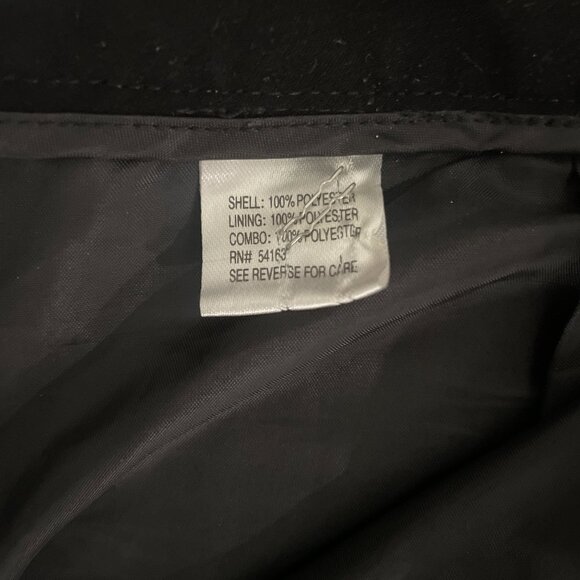 SHELL: 100% POLYESTER
LINING: 100% POLYESTER
COMBO: 100% POLYESTER
RN# 54163
SEE REVERSE FOR CARE